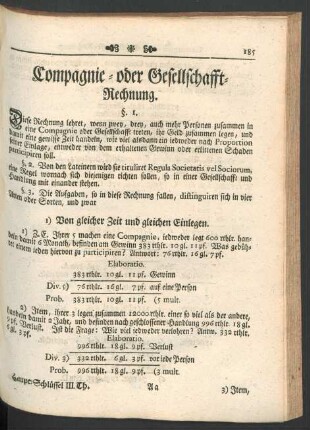 185
Compagnie- oder Gesellschafft-
Rechnung.
§. 1.
Diese Rechnung lehret, wenn zwey, drey, auch mehr Personen zusammen in
eine Compagnie oder Gesellschafft treten, ihr Geld zusammen legen, und
damit eine gewisse Zeit handeln, wie viel alsdann ein iedweder nach Proportion
seiner Einlage, entweder von dem erhaltenen Gewinn oder erlittenen Schaden
participiren soll.
§. 2. Von den Lateinern wird sie tituliret Regula Societatis vel Sociorum,
eine Regel wornach sich diejenigen richten sollen, so in einer Gesellschafft und
Handlung mit einander stehen.
§. 3. Die Aufgaben, so in diese Rechnung fallen, distinguiren sich in vier
Arten oder Sorten, und zwar
1) Von gleicher Zeit und gleichen Einlegen.
1) Z. E. Ihrer 5 machen eine Compagnie, iedweder legt 600 rthlr. han-
deln damit 6 Monath, befinden am Gewinn 383 rthlr. 10 gl. 11 pf. Was gebüh-
ret einem ieden hiervon zu participiren? Antwort: 76 rthlr. 16 gl. 7 pf.
Elaboratio.
383 rthlr. 10 gl. 11 pf. Gewinn
Div. 5) 76 rthlr. 16 gl. 7 pf. auf eine Person
Prob. 383 rthlr. 10 gl. 11 pf. (5 mult.
2) Item, ihrer 3 legen zusammen 12000 rthlr. einer so viel als der ander,
handeln damit 2 Jahr, und befinden nach geschlossener Handlung 996 rthlr. 18 gl.
9 pf. Verlust. Ist die Frage: Wie viel iedweder verlohren? Antw. 332 rthlr.
6 gl. 3 pf.
Elaboratio.
996 rthlr. 18 gl. 9 pf. Verlust
Div. 3) 332 rthlr. 6 gl. 3 pf. vor iede Person
Prob. 996 rthlr. 18 gl. 9 pf. (3 mult.
Schlüssel III. Th. Aa 3) Item,